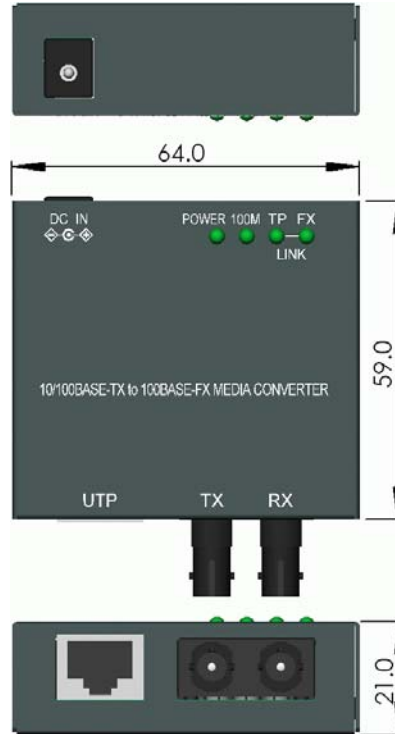 64.0
DC IN
POWER 100M TP FX
LINK
59.0
10/100BASE-TX to 100BASE-FX MEDIA CONVERTER
UTP TX RX
21.0